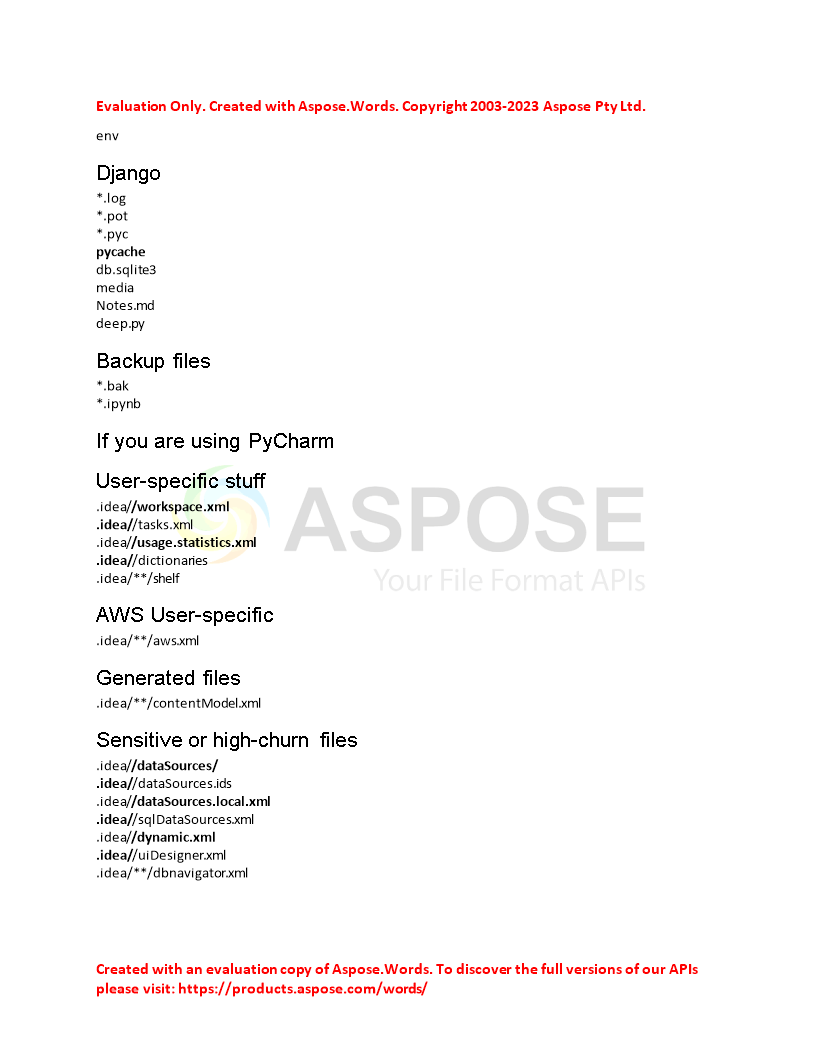 Evaluation Only. Created with Aspose.Words. Copyright 2003-2023 Aspose Pty Ltd.
env
Django
*.log
*.pot
*.pyc
pycache
db.sqlite3
media
Notes.md
deep.py
Backup files
*.bak
*.ipynb
If you are using PyCharm
User-specific stuff
.idea//workspace.xml
.idea//tasks.xml
.idea//usage.statistics.xml
.idea//dictionaries
.idea/**/shelf
ASPOSE
Your File Format APIs
AWS User-specific
.idea/**/aws.xml
Generated files
.idea/**/contentModel.xml
Sensitive or high-churn files
.idea//dataSources/
.idea//dataSources.ids
.idea//dataSources.local.xml
.idea//sqlDataSources.xml
.idea//dynamic.xml
.idea//uiDesigner.xml
.idea/**/dbnavigator.xml
Created with an evaluation copy of Aspose.Words. To discover the full versions of our APIs
please visit: https://products.aspose.com/words/